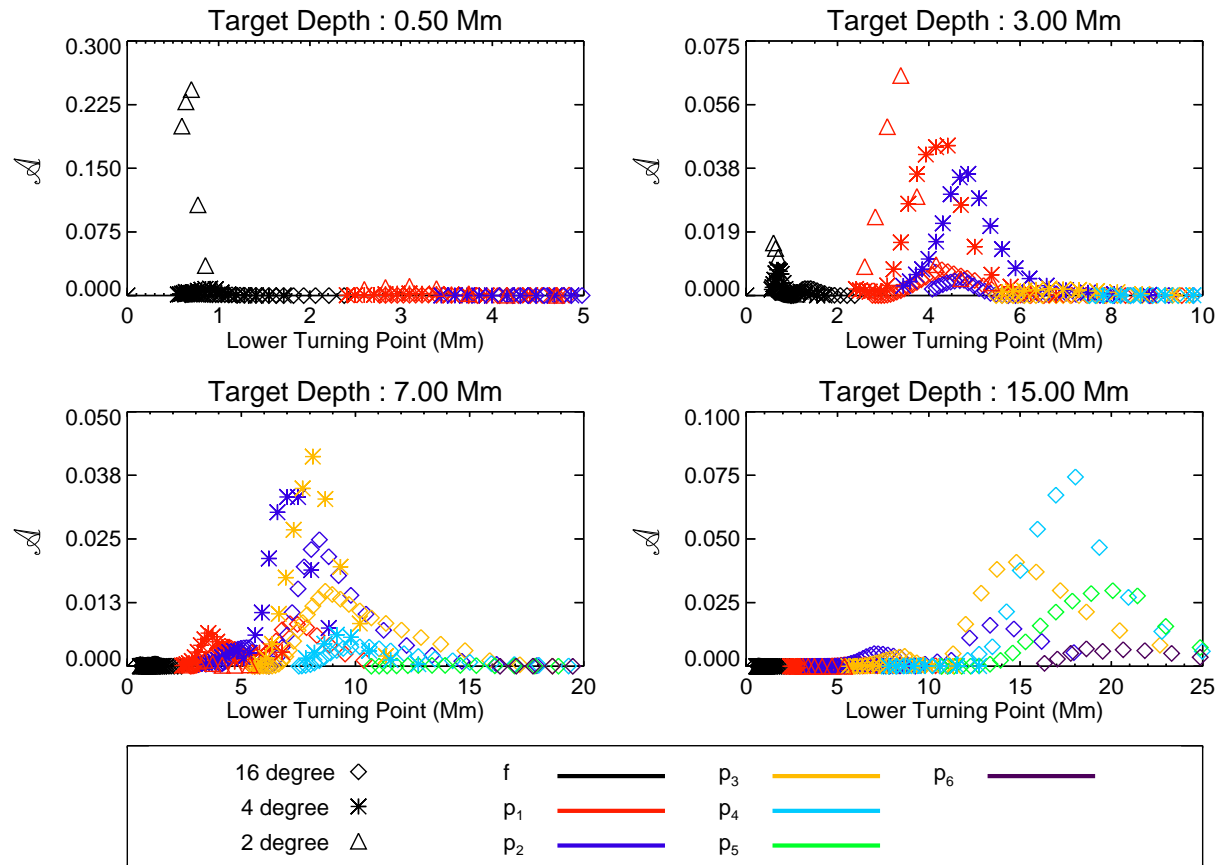 Target Depth : 0.50 Mm
0.300
0.225
0.150
0.075
0.000
𝒜
0 1 2 3 4 5
Lower Turning Point (Mm)
Target Depth : 3.00 Mm
0.075
0.056
0.038
0.019
0.000
𝒜
0 2 4 6 8 10
Lower Turning Point (Mm)
Target Depth : 7.00 Mm
0.050
0.038
0.025
0.013
0.000
𝒜
0 5 10 15 20
Lower Turning Point (Mm)
Target Depth : 15.00 Mm
0.100
0.075
0.050
0.025
0.000
𝒜
0 5 10 15 20 25
Lower Turning Point (Mm)
16 degree
4 degree
2 degree
f
p₁
p₂
p₃
p₄
p₅
p₆